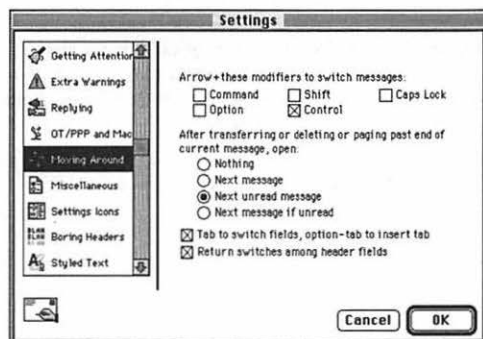 Settings
Getting Attention
Extra Warnings
Replying
OT/PPP and Mac
Moving Around
Miscellaneous
Settings Icons
Boring Headers
Styled Text
Arrow+these modifiers to switch messages:
Command Shift Caps Lock
Option Control
After transferring or deleting or paging past end of
current message, open:
Nothing
Next message
Next unread message
Next message if unread
Tab to switch fields, option-tab to insert tab
Return switches among header fields
Cancel OK